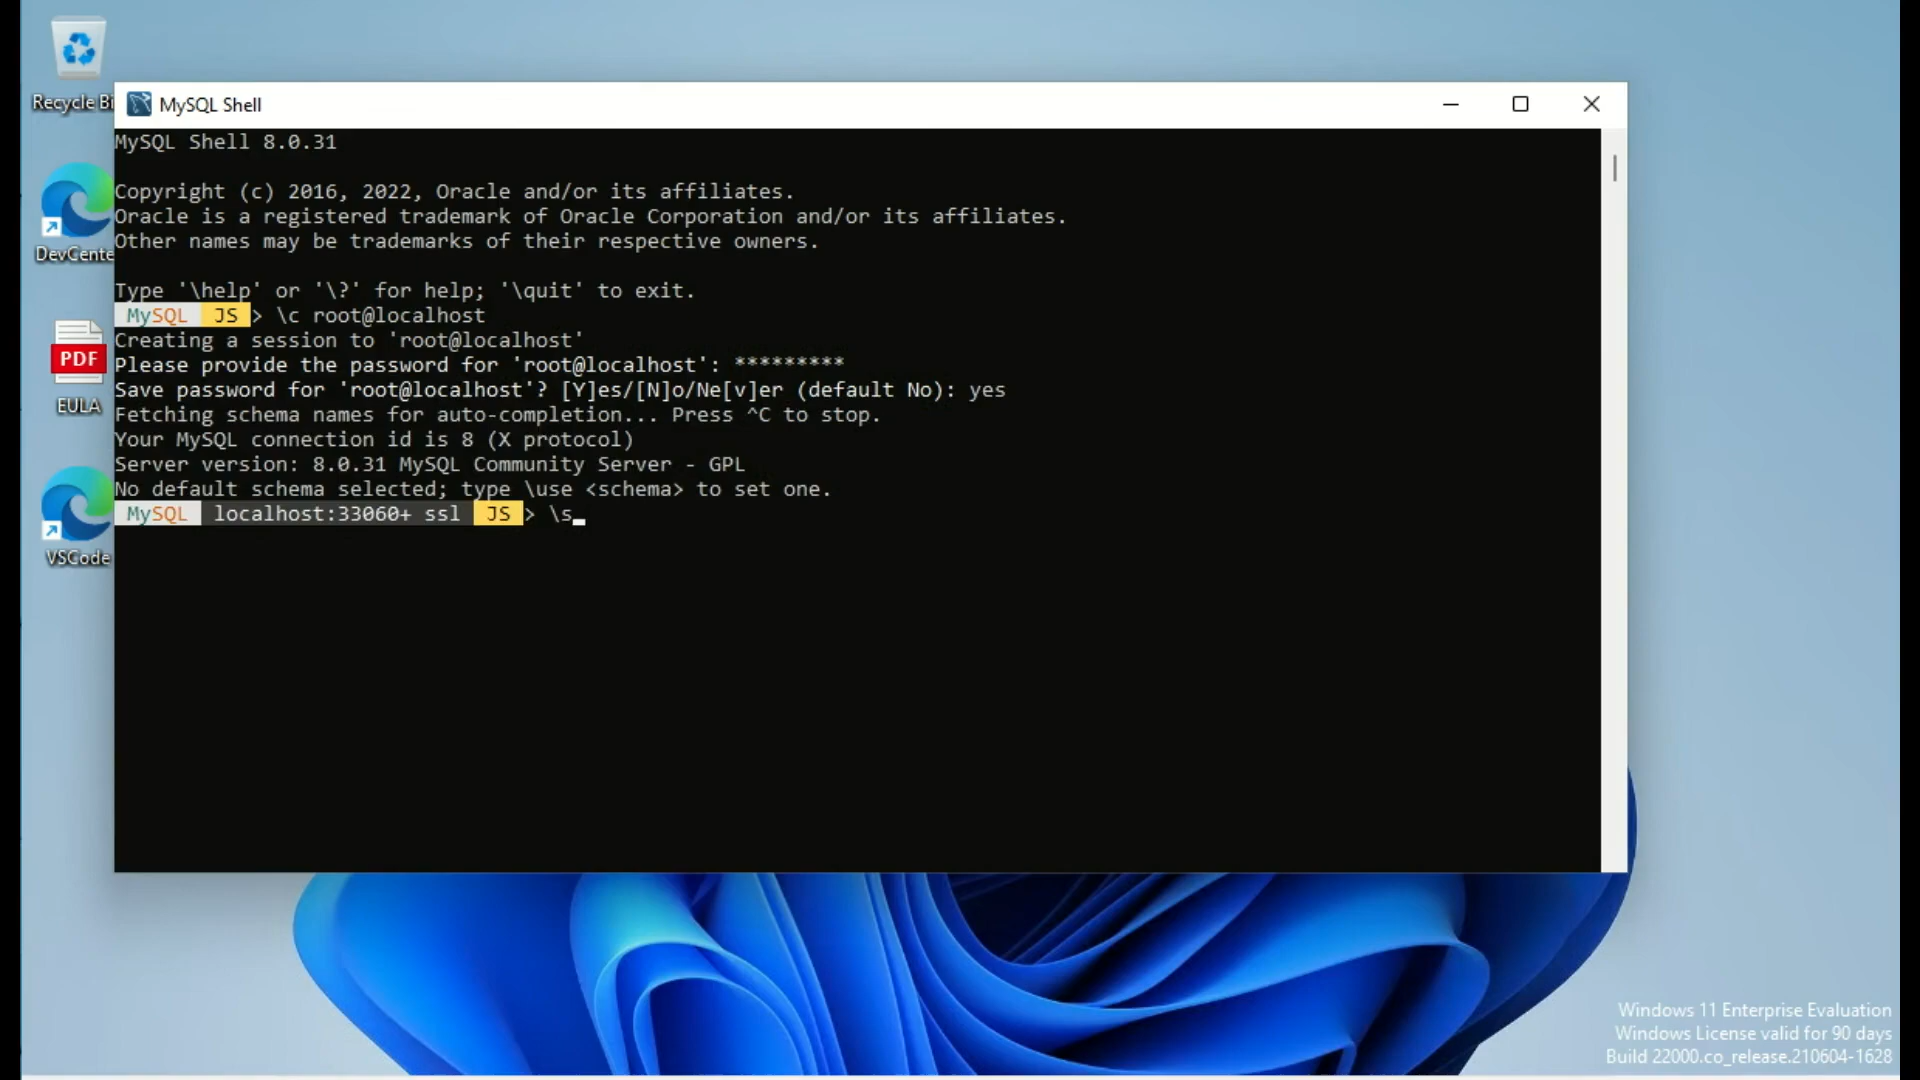 Recycle Bi
MySQL Shell
MySQL Shell 8.0.31
Copyright (c) 2016, 2022, Oracle and/or its affiliates.
Oracle is a registered trademark of Oracle Corporation and/or its affiliates.
Other names may be trademarks of their respective owners.
Type '\help' or '\?' for help; '\quit' to exit.
MySQL JS > \c root@localhost
Creating a session to 'root@localhost'
Please provide the password for 'root@localhost': *********
Save password for 'root@localhost'? [Y]es/[N]o/Ne[v]er (default No): yes
Fetching schema names for auto-completion... Press ^C to stop.
Your MySQL connection id is 8 (X protocol)
Server version: 8.0.31 MySQL Community Server - GPL
No default schema selected; type \use <schema> to set one.
MySQL localhost:33060+ ssl JS > \s_
DevCente
PDF
EULA
VSCode
Windows 11 Enterprise Evaluation
Windows License valid for 90 days
Build 22000.co_release.210604-1628